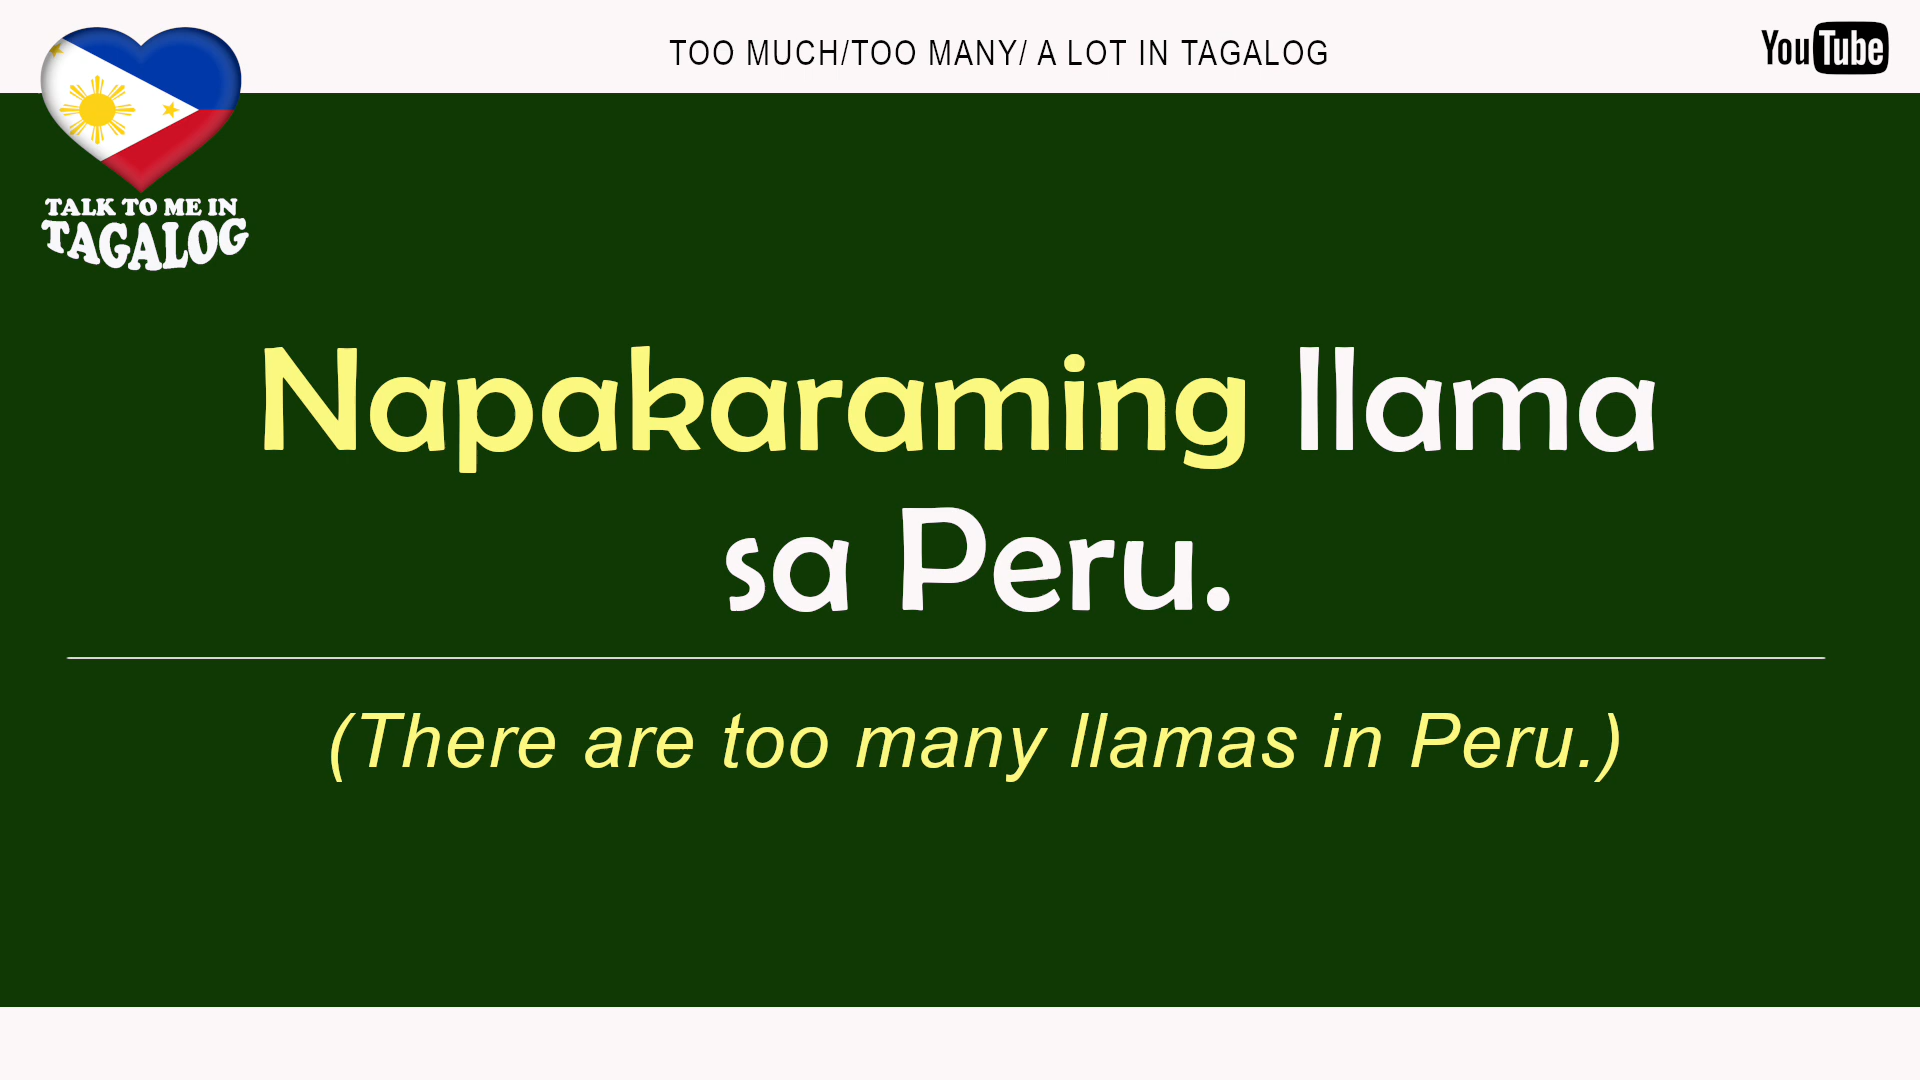 TOO MUCH/TOO MANY/ A LOT IN TAGALOG
YouTube
TALK TO ME IN
TAGALOG
Napakaraming llama
sa Peru.
(There are too many llamas in Peru.)